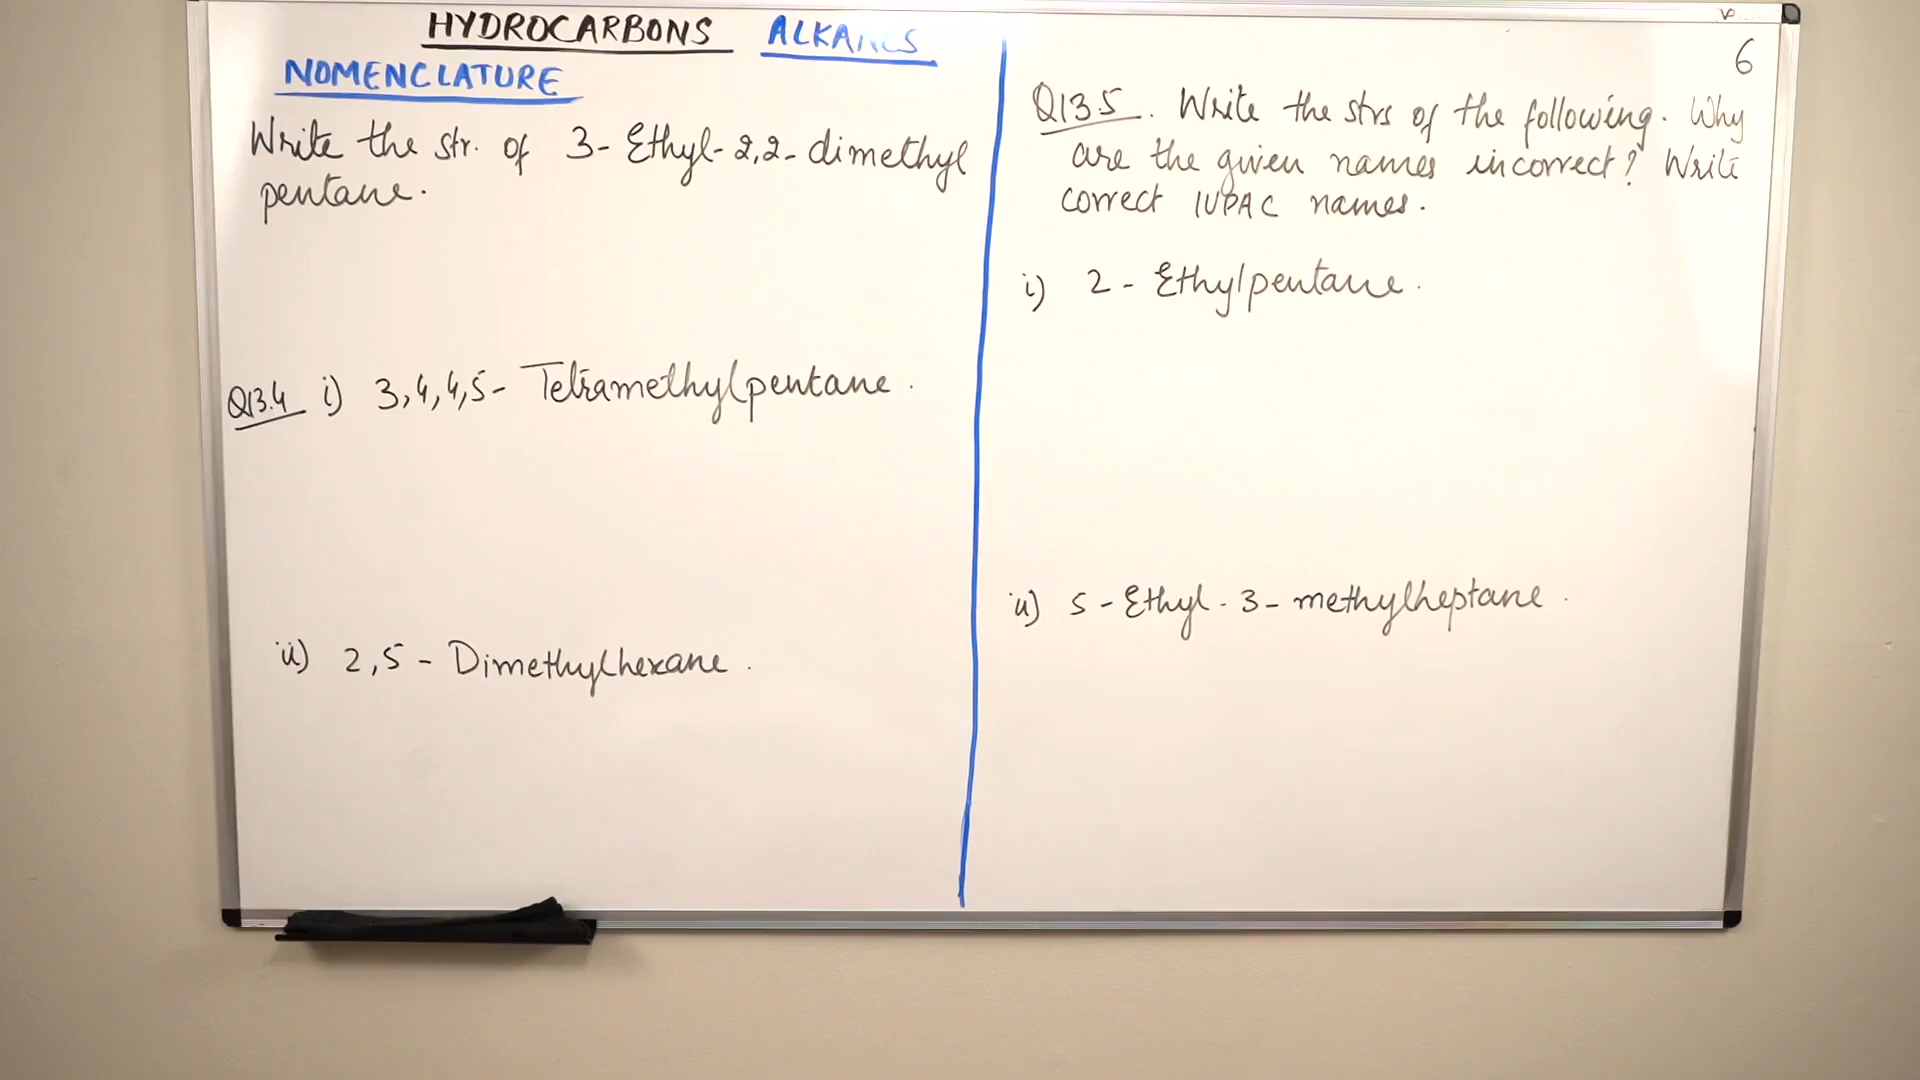 HYDROCARBONS ALKANES
NOMENCLATURE
Write the str. of 3-Ethyl-2,2-dimethyl
pentane.
Q13.4 i) 3,4,4,5- Tetramethylpentane.
ii) 2,5-Dimethylhexane.
6
Q13.5. Write the strs of the following. Why
are the given names incorrect? Write
correct IUPAC names.
i) 2-Ethylpentane.
ii) 5-Ethyl-3-methylheptane.